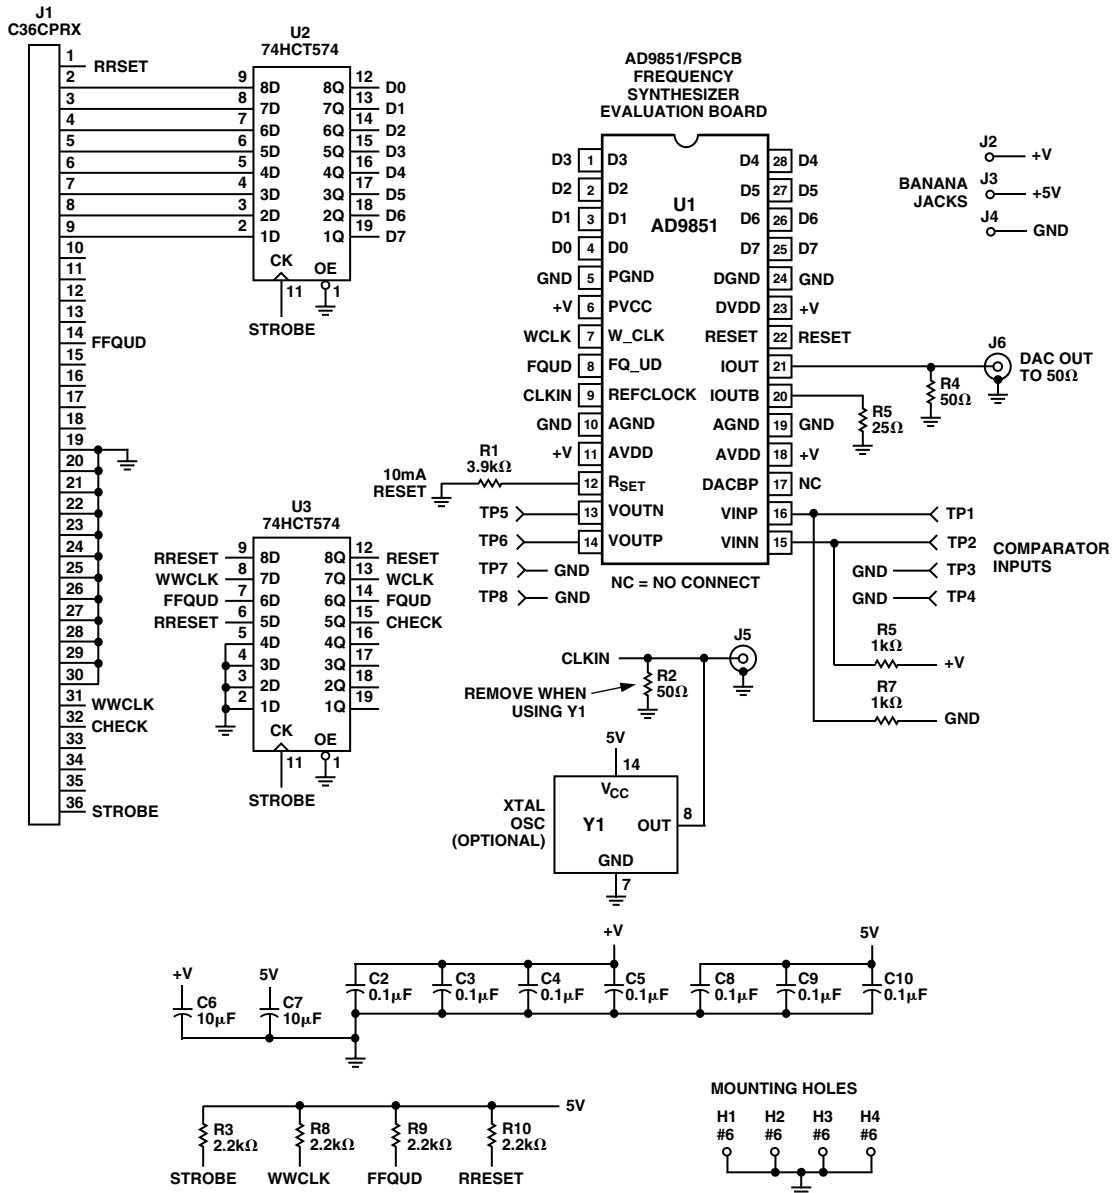 J1
C36CPRX
1
RRSET
2
3
4
5
6
7
8
9
10
11
12
13
14
FFQUD
15
16
17
18
19
20
21
22
23
24
25
26
27
28
29
30
31
WWCLK
32
CHECK
33
34
35
36
STROBE
U2
74HCT574
9 8D 8Q 12 D0
8 7D 7Q 13 D1
7 6D 6Q 14 D2
6 5D 5Q 15 D3
5 4D 4Q 16 D4
4 3D 3Q 17 D5
3 2D 2Q 18 D6
2 1D 1Q 19 D7
CK OE
11 1
STROBE
U3
74HCT574
RRESET 9 8D 8Q 12 RESET
WWCLK 8 7D 7Q 13 WCLK
FFQUD 7 6D 6Q 14 FQUD
RRESET 6 5D 5Q 15 CHECK
5 4D 4Q 16
4 3D 3Q 17
3 2D 2Q 18
2 1D 1Q 19
CK OE
11 1
STROBE
AD9851/FSPCB
FREQUENCY
SYNTHESIZER
EVALUATION BOARD
U1
AD9851
D3 1 D3 D4 28 D4
D2 2 D2 D5 27 D5
D1 3 D1 D6 26 D6
D0 4 D0 D7 25 D7
GND 5 PGND DGND 24 GND
+V 6 PVCC DVDD 23 +V
WCLK 7 W_CLK RESET 22 RESET
FQUD 8 FQ_UD IOUT 21
CLKIN 9 REFCLOCK IOUTB 20
GND 10 AGND AGND 19 GND
+V 11 AVDD AVDD 18 +V
12 RSET DACBP 17 NC
TP5 13 VOUTN VINP 16 TP1
TP6 14 VOUTP VINN 15 TP2
TP7 GND
TP8 GND
NC = NO CONNECT
GND TP3
GND TP4
COMPARATOR
INPUTS
R1
3.9kΩ
10mA
RESET
J2
+V
J3
+5V
J4
GND
BANANA
JACKS
J6
DAC OUT
TO 50Ω
R4
50Ω
R5
25Ω
R5
1kΩ
+V
R7
1kΩ
GND
CLKIN
J5
R2
50Ω
REMOVE WHEN
USING Y1
5V
14
VCC
XTAL
OSC
(OPTIONAL)
Y1
OUT
8
GND
7
+V
C6
10μF
5V
C7
10μF
+V
C2
0.1μF
C3
0.1μF
C4
0.1μF
C5
0.1μF
5V
C8
0.1μF
C9
0.1μF
C10
0.1μF
5V
R3
2.2kΩ
R8
2.2kΩ
R9
2.2kΩ
R10
2.2kΩ
STROBE WWCLK FFQUD RRESET
MOUNTING HOLES
H1 H2 H3 H4
#6 #6 #6 #6